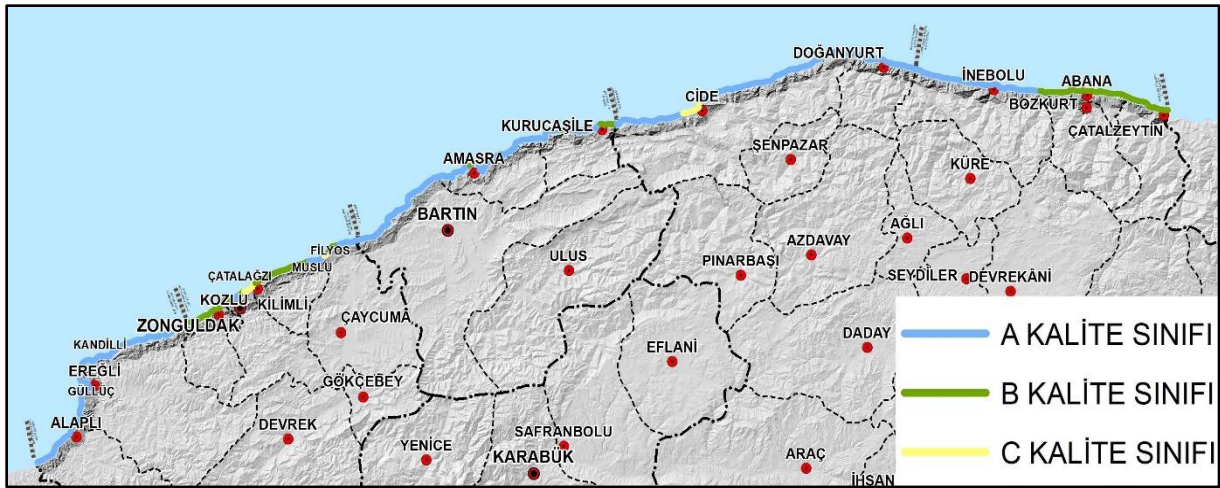 DOĞANYURT
İNEBOLU
ABANA
BOZKURT
ÇATALZEYTİN
CİDE
KURUCAŞİLE
ŞENPAZAR
KÜRE
AMASRA
BARTIN
AĞLI
AZDAVAY
PINARBAŞI
SEYDİLER
DEVREKÂNİ
ULUS
FİLYOS
MUSLU
ÇATALAĞZI
KOZLU
KİLİMLİ
ZONGULDAK
ÇAYCUMA
KANDİLLİ
EREĞLİ
GÜLLÜÇ
ALAPLI
GÖKÇEBEY
DEVREK
YENİCE
EFLANİ
DADAY
SAFRANBOLU
KARABÜK
ARAÇ
İHSAN
A KALİTE SINIFI
B KALİTE SINIFI
C KALİTE SINIFI